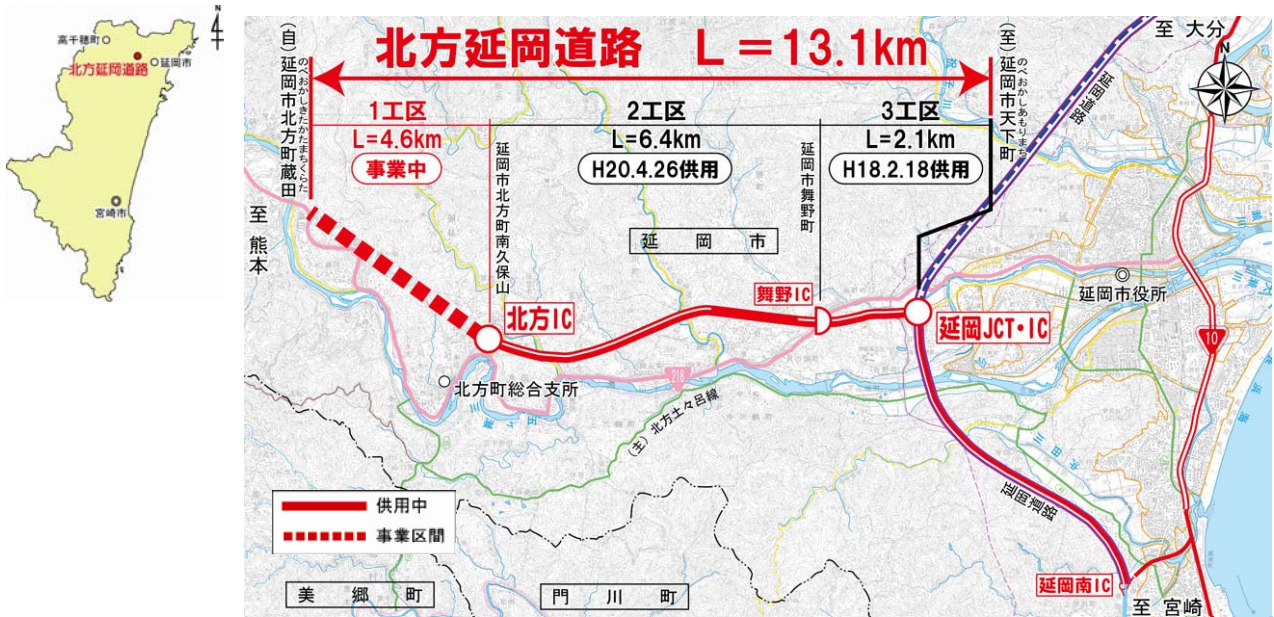 N
高千穂町
北方延岡道路
延岡市
宮崎市
北方延岡道路 L=13.1km
(自)延岡市北方町蔵田
のべおかしきたかたまちくらた
(至)延岡市天下町
のべおかしあもりまち
1工区
L=4.6km
事業中
2工区
L=6.4km
H20.4.26供用
3工区
L=2.1km
H18.2.18供用
至 大分
N
延岡道路
延岡市北方町南久保山
延岡市舞野町
至 熊本
延岡市
舞野IC
北方IC
延岡JCT・IC
延岡市役所
10
218
北方町総合支所
(主)北方土々呂線
延岡道路
供用中
事業区間
美郷町
門川町
延岡南IC
至 宮崎